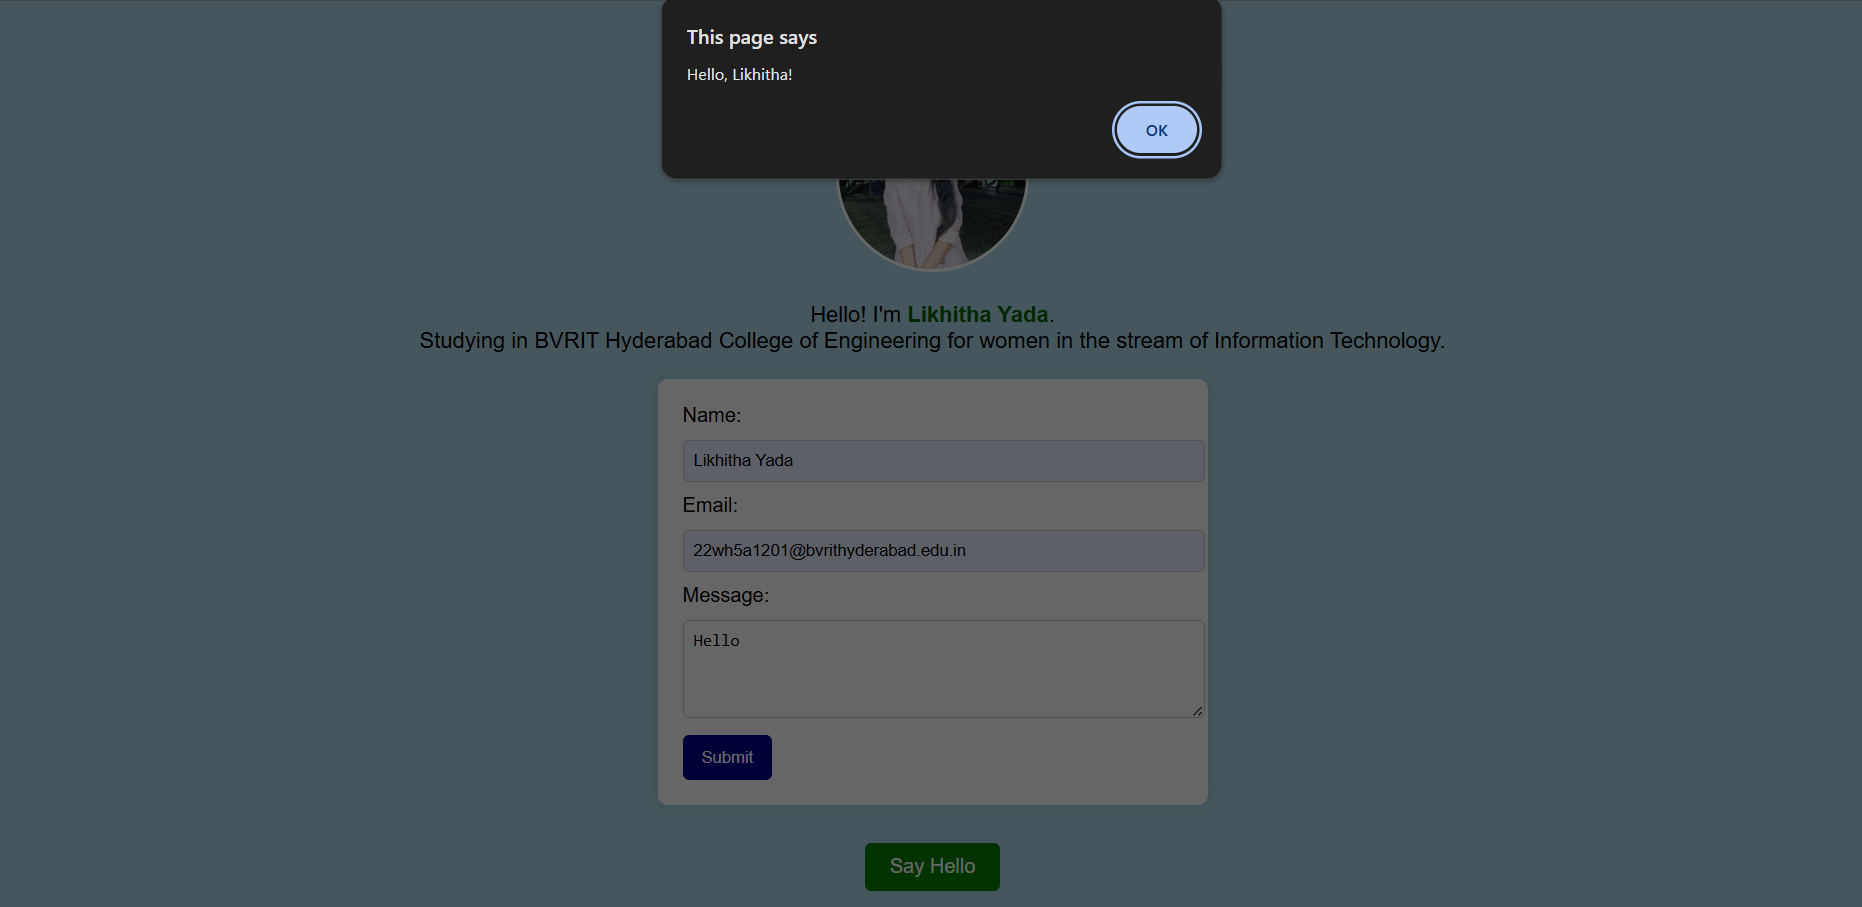 This page says
Hello, Likhitha!
OK
Hello! I'm Likhitha Yada.
Studying in BVRIT Hyderabad College of Engineering for women in the stream of Information Technology.
Name:
Likhitha Yada
Email:
22wh5a1201@bvrithyderabad.edu.in
Message:
Hello
Submit
Say Hello